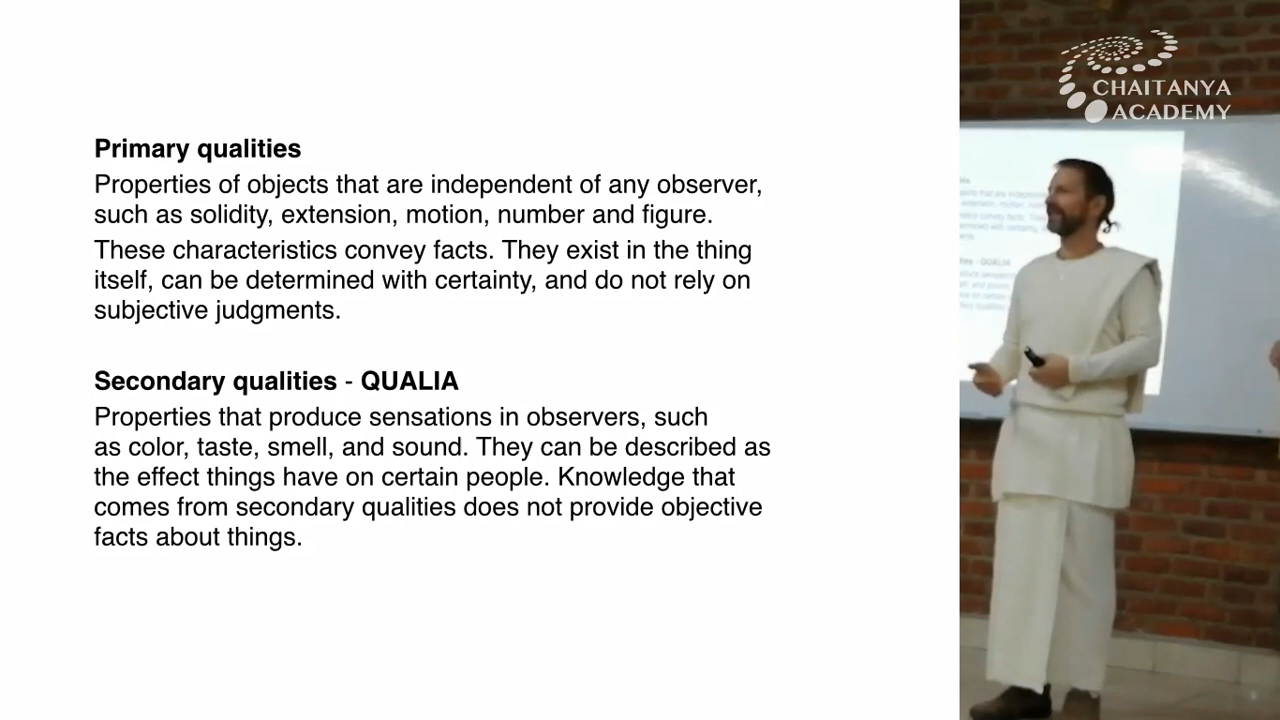 Primary qualities
Properties of objects that are independent of any observer,
such as solidity, extension, motion, number and figure.
These characteristics convey facts. They exist in the thing
itself, can be determined with certainty, and do not rely on
subjective judgments.
Secondary qualities - QUALIA
Properties that produce sensations in observers, such
as color, taste, smell, and sound. They can be described as
the effect things have on certain people. Knowledge that
comes from secondary qualities does not provide objective
facts about things.
CHAITANYA
ACADEMY